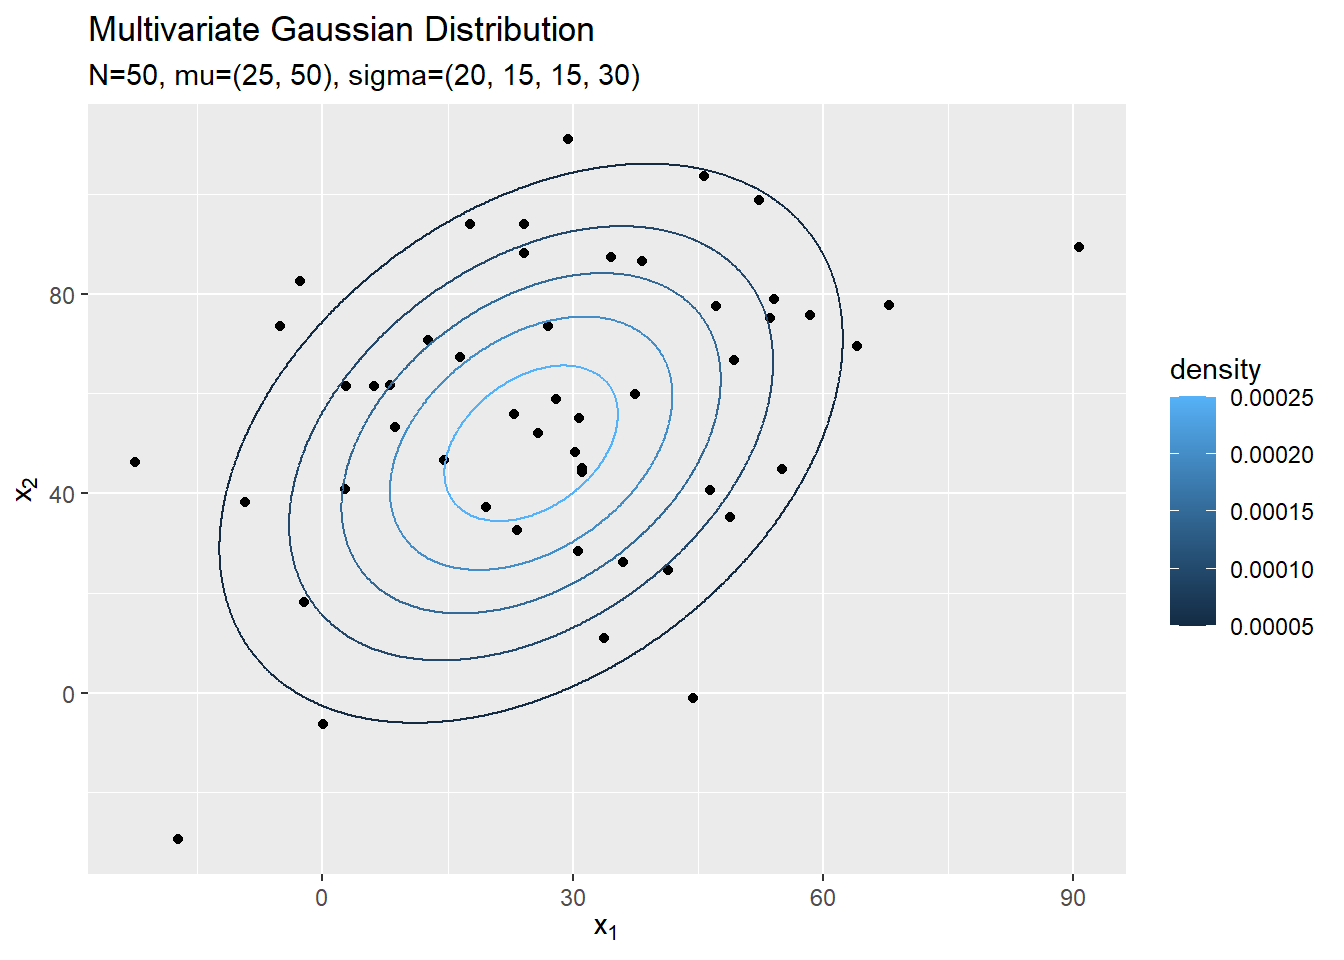 Multivariate Gaussian Distribution
N=50, mu=(25, 50), sigma=(20, 15, 15, 30)
80
40
0
x₂
0 30 60 90
x₁
density
0.00025
0.00020
0.00015
0.00010
0.00005